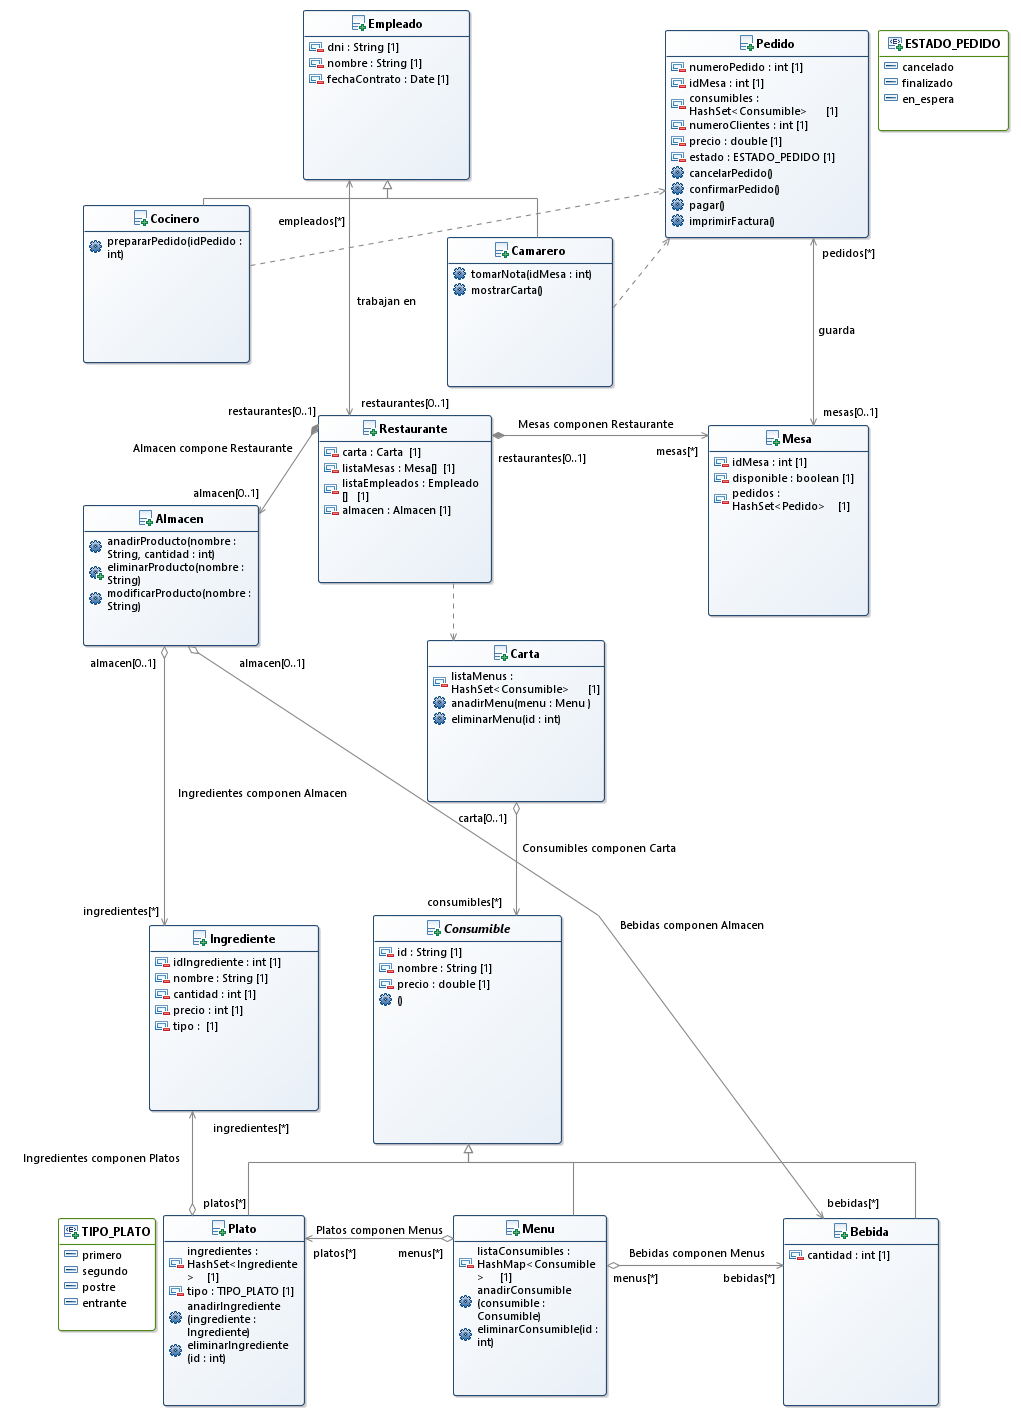 Empleado
dni : String [1]
nombre : String [1]
fechaContrato : Date [1]
Pedido
numeroPedido : int [1]
idMesa : int [1]
consumibles :
HashSet<Consumible> [1]
numeroClientes : int [1]
precio : double [1]
estado : ESTADO_PEDIDO [1]
cancelarPedido()
confirmarPedido()
pagar()
imprimirFactura()
ESTADO_PEDIDO
cancelado
finalizado
en_espera
Cocinero
prepararPedido(idPedido :
int)
empleados[*]
Camarero
tomarNota(idMesa : int)
mostrarCarta()
pedidos[*]
trabajan en
guarda
restaurantes[0..1]
restaurantes[0..1]
mesas[0..1]
Almacen compone Restaurante
almacen[0..1]
Restaurante
carta : Carta [1]
listaMesas : Mesa[] [1]
listaEmpleados : Empleado
[] [1]
almacen : Almacen [1]
Mesas componen Restaurante
restaurantes[0..1]
mesas[*]
Mesa
idMesa : int [1]
disponible : boolean [1]
pedidos :
HashSet<Pedido> [1]
Almacen
anadirProducto(nombre :
String, cantidad : int)
eliminarProducto(nombre :
String)
modificarProducto(nombre :
String)
almacen[0..1]
almacen[0..1]
Carta
listaMenus :
HashSet<Consumible> [1]
anadirMenu(menu : Menu )
eliminarMenu(id : int)
Ingredientes componen Almacen
carta[0..1]
Consumibles componen Carta
consumibles[*]
ingredientes[*]
Bebidas componen Almacen
Ingrediente
idIngrediente : int [1]
nombre : String [1]
cantidad : int [1]
precio : int [1]
tipo : [1]
Consumible
id : String [1]
nombre : String [1]
precio : double [1]
()
ingredientes[*]
Ingredientes componen Platos
platos[*]
bebidas[*]
TIPO_PLATO
primero
segundo
postre
entrante
Plato
ingredientes :
HashSet<Ingrediente
> [1]
tipo : TIPO_PLATO [1]
anadirIngrediente
(ingrediente :
Ingrediente)
eliminarIngrediente
(id : int)
Platos componen Menus
platos[*]
menus[*]
Menu
listaConsumibles :
HashMap<Consumible
> [1]
anadirConsumible
(consumible :
Consumible)
eliminarConsumible(id :
int)
Bebidas componen Menus
menus[*]
bebidas[*]
Bebida
cantidad : int [1]